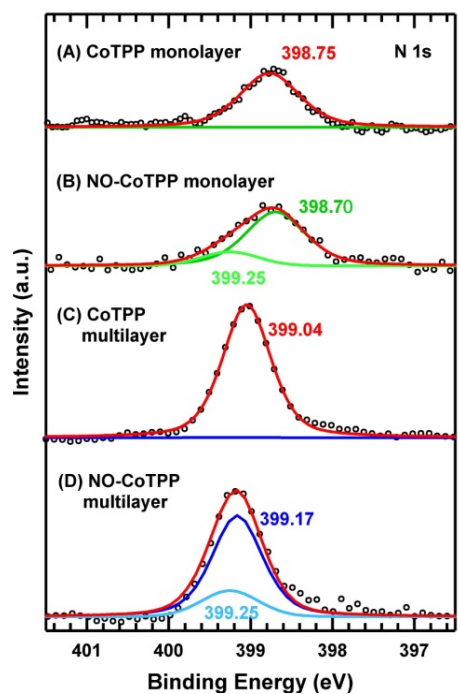 (A) CoTPP monolayer
398.75
N 1s
(B) NO-CoTPP monolayer
398.70
399.25
(C) CoTPP
multilayer
399.04
(D) NO-CoTPP
multilayer
399.17
399.25
Intensity (a.u.)
401
400
399
398
397
Binding Energy (eV)